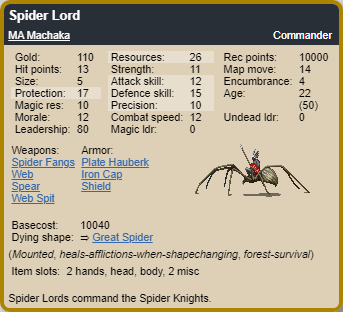 Spider Lord
MA Machaka Commander
Gold: 110 Resources: 26 Rec points: 10000
Hit points: 13 Strength: 11 Map move: 14
Size: 5 Attack skill: 12 Encumbrance: 4
Protection: 17 Defence skill: 15 Age: 22
Magic res: 10 Precision: 10 (50)
Morale: 12 Combat speed: 12 Undead ldr: 0
Leadership: 80 Magic ldr: 0
Weapons: Armor:
Spider Fangs Plate Hauberk
Web Iron Cap
Spear Shield
Web Spit
Basecost: 10040
Dying shape: ⇨ Great Spider
(Mounted, heals-afflictions-when-shapechanging, forest-survival)
Item slots: 2 hands, head, body, 2 misc
Spider Lords command the Spider Knights.